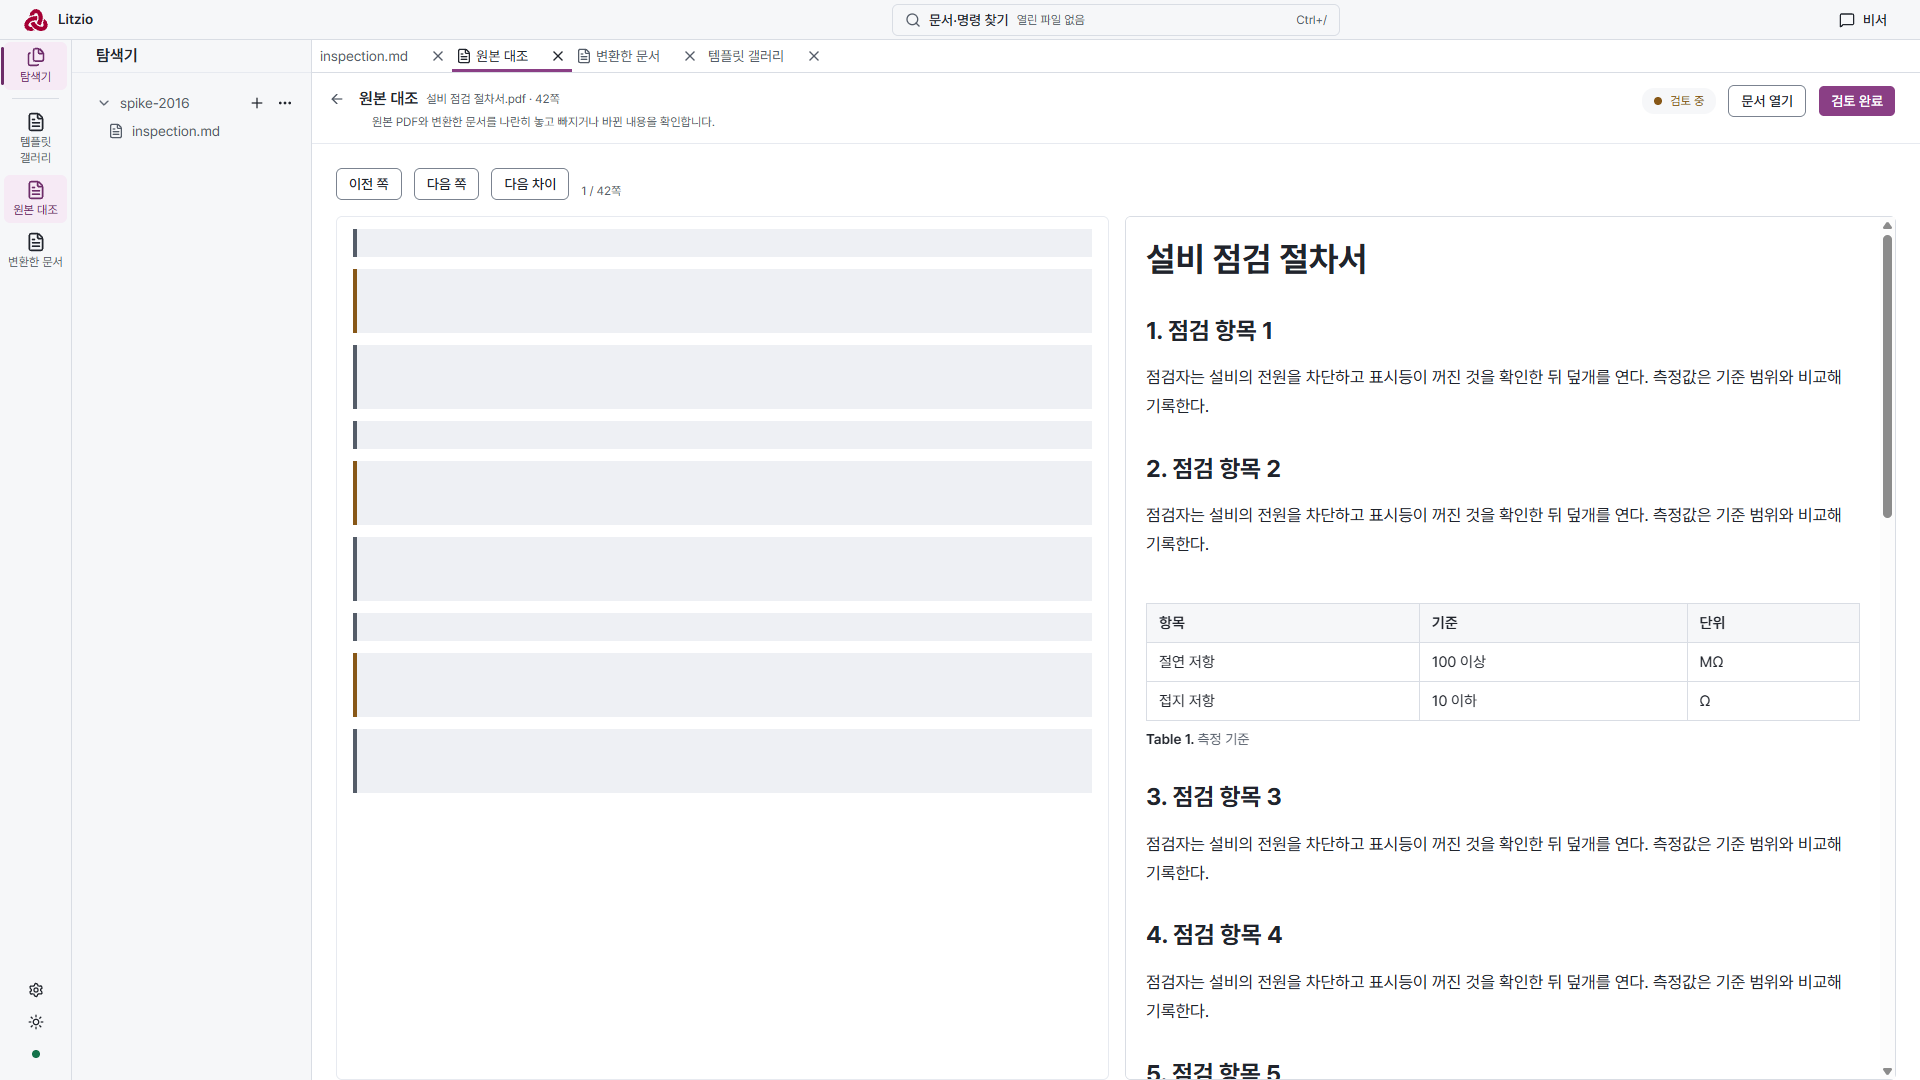 Litzio
문서·명령 찾기 열린 파일 없음 Ctrl+/
비서
탐색기
템플릿
갤러리
원본 대조
변환한 문서
탐색기
spike-2016
inspection.md
inspection.md
원본 대조
변환한 문서
템플릿 갤러리
원본 대조 설비 점검 절차서.pdf · 42쪽
원본 PDF와 변환한 문서를 나란히 놓고 빠지거나 바뀐 내용을 확인합니다.
검토 중
문서 열기
검토 완료
이전 쪽
다음 쪽
다음 차이
1 / 42쪽
설비 점검 절차서
1. 점검 항목 1
점검자는 설비의 전원을 차단하고 표시등이 꺼진 것을 확인한 뒤 덮개를 연다. 측정값은 기준 범위와 비교해
기록한다.
2. 점검 항목 2
점검자는 설비의 전원을 차단하고 표시등이 꺼진 것을 확인한 뒤 덮개를 연다. 측정값은 기준 범위와 비교해
기록한다.
항목 기준 단위
절연 저항 100 이상 MΩ
접지 저항 10 이하 Ω
Table 1. 측정 기준
3. 점검 항목 3
점검자는 설비의 전원을 차단하고 표시등이 꺼진 것을 확인한 뒤 덮개를 연다. 측정값은 기준 범위와 비교해
기록한다.
4. 점검 항목 4
점검자는 설비의 전원을 차단하고 표시등이 꺼진 것을 확인한 뒤 덮개를 연다. 측정값은 기준 범위와 비교해
기록한다.
5. 점검 항목 5